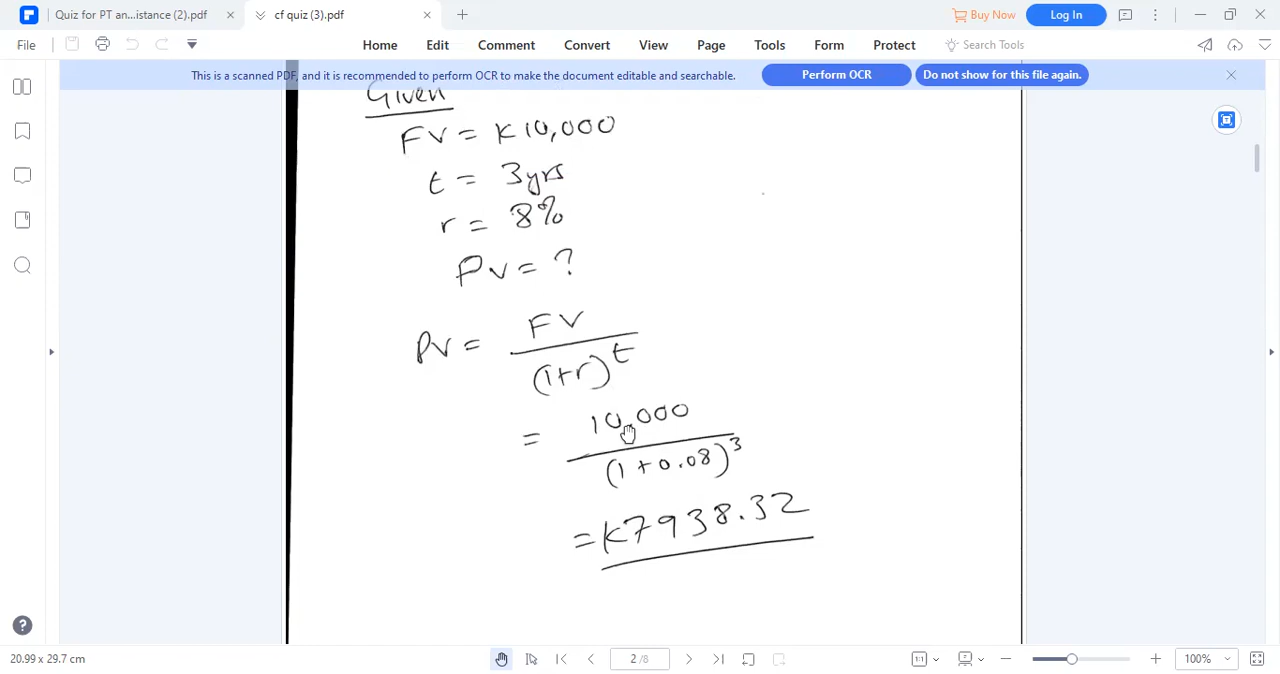 Quiz for PT an...istance (2).pdf
cf quiz (3).pdf
Buy Now
Log In
File
Home
Edit
Comment
Convert
View
Page
Tools
Form
Protect
Search Tools
This is a scanned PDF, and it is recommended to perform OCR to make the document editable and searchable.
Perform OCR
Do not show for this file again.
Given
FV = K10,000
t = 3yrs
r = 8%
PV = ?
PV = FV
(1+r)^t
= 10,000
(1+0.08)^3
= K7938.32
20.99 x 29.7 cm
2 /8
1:1
100%